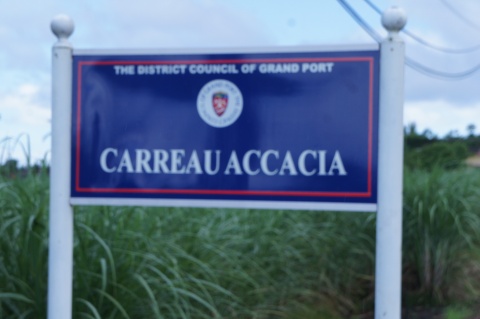 THE DISTRICT COUNCIL OF GRAND PORT
CARREAU ACCACIA